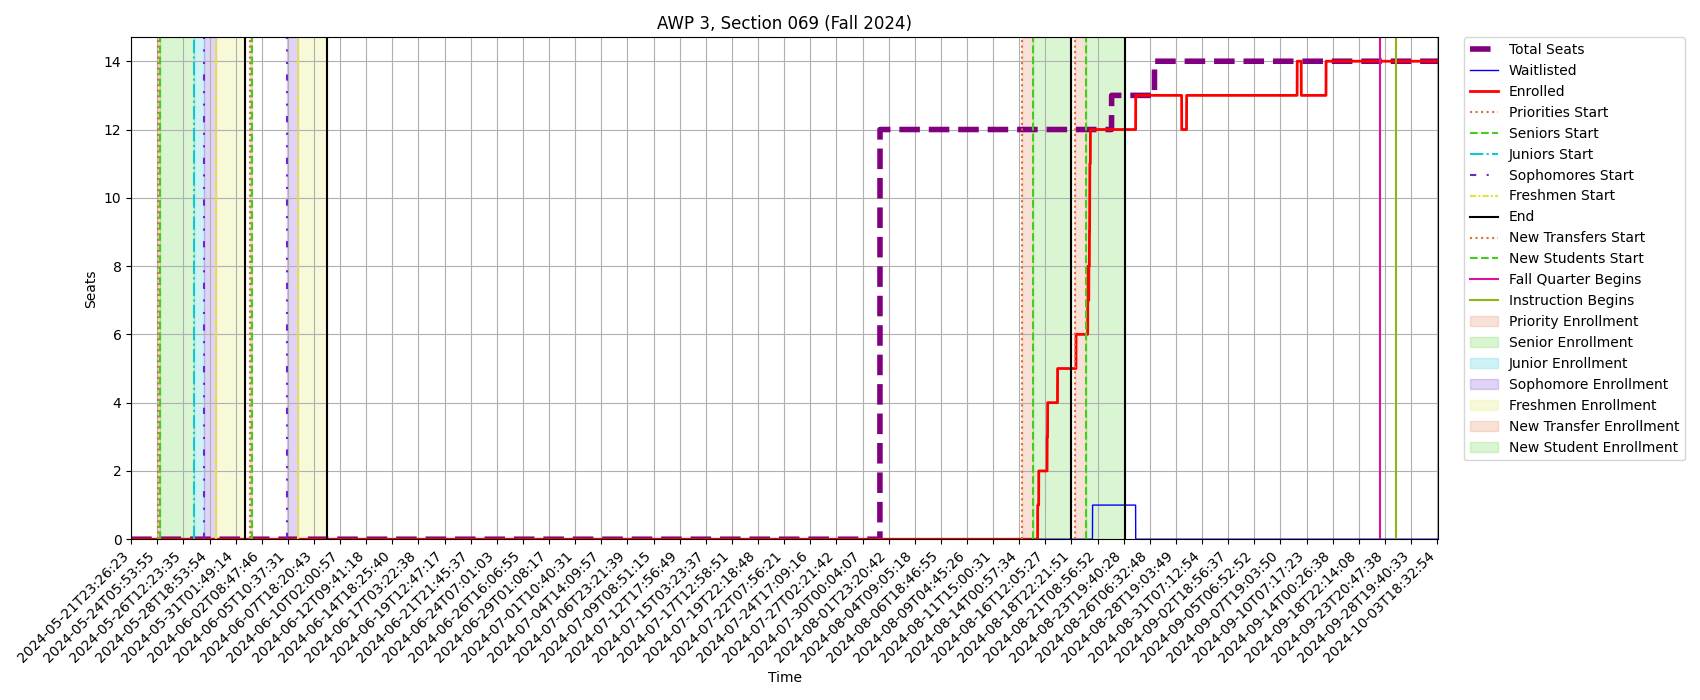 AWP 3, Section 069 (Fall 2024)
Seats
14
12
10
8
6
4
2
0
2024-05-21T23:26:23
2024-05-24T05:53:55
2024-05-26T12:23:35
2024-05-28T18:53:54
2024-05-31T01:49:14
2024-06-02T08:47:46
2024-06-05T10:37:31
2024-06-07T18:20:43
2024-06-10T02:00:57
2024-06-12T09:41:18
2024-06-14T18:25:40
2024-06-17T03:22:38
2024-06-19T12:47:17
2024-06-21T21:45:37
2024-06-24T07:01:03
2024-06-26T16:06:55
2024-06-29T01:08:17
2024-07-01T10:40:31
2024-07-04T14:09:57
2024-07-06T23:21:39
2024-07-09T08:51:15
2024-07-12T17:56:49
2024-07-15T03:23:37
2024-07-17T12:58:51
2024-07-19T22:18:48
2024-07-22T07:56:21
2024-07-24T17:09:16
2024-07-27T02:21:42
2024-07-30T00:04:07
2024-08-01T23:20:42
2024-08-04T09:05:18
2024-08-06T18:46:55
2024-08-09T04:45:26
2024-08-11T15:00:31
2024-08-14T00:57:34
2024-08-16T12:05:27
2024-08-18T22:21:51
2024-08-21T08:56:52
2024-08-23T19:40:28
2024-08-26T06:32:48
2024-08-28T19:03:49
2024-08-31T07:12:54
2024-09-02T18:56:37
2024-09-05T06:52:52
2024-09-07T19:03:50
2024-09-10T07:17:23
2024-09-14T00:26:38
2024-09-18T22:14:08
2024-09-23T20:47:38
2024-09-28T19:40:33
2024-10-03T18:32:54
Time
Total Seats
Waitlisted
Enrolled
Priorities Start
Seniors Start
Juniors Start
Sophomores Start
Freshmen Start
End
New Transfers Start
New Students Start
Fall Quarter Begins
Instruction Begins
Priority Enrollment
Senior Enrollment
Junior Enrollment
Sophomore Enrollment
Freshmen Enrollment
New Transfer Enrollment
New Student Enrollment